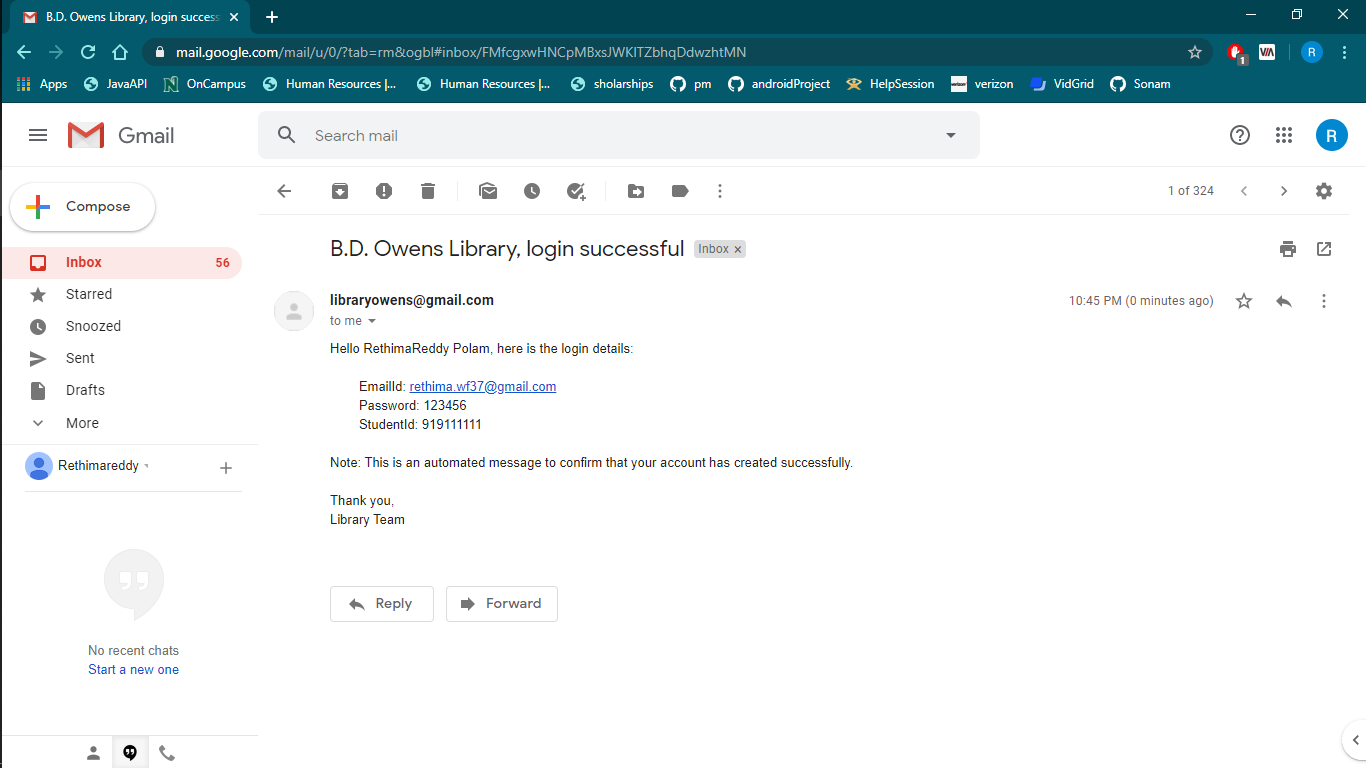 B.D. Owens Library, login success
mail.google.com/mail/u/0/?tab=rm&ogbl#inbox/FMfcgxwHNCpMBxsJWKlTZbhqDdwzhtMN
1
VIA
R
Apps
JavaAPI
OnCampus
Human Resources |...
Human Resources |...
sholarships
pm
androidProject
HelpSession
verizon
verizon
VidGrid
Sonam
Gmail
Search mail
R
Compose
1 of 324
Inbox 56
Starred
Snoozed
Sent
Drafts
More
Rethimareddy
No recent chats
Start a new one
B.D. Owens Library, login successful Inbox x
libraryowens@gmail.com
10:45 PM (0 minutes ago)
to me
Hello RethimaReddy Polam, here is the login details:
EmailId: rethima.wf37@gmail.com
Password: 123456
StudentId: 919111111
Note: This is an automated message to confirm that your account has created successfully.
Thank you,
Library Team
Reply
Forward